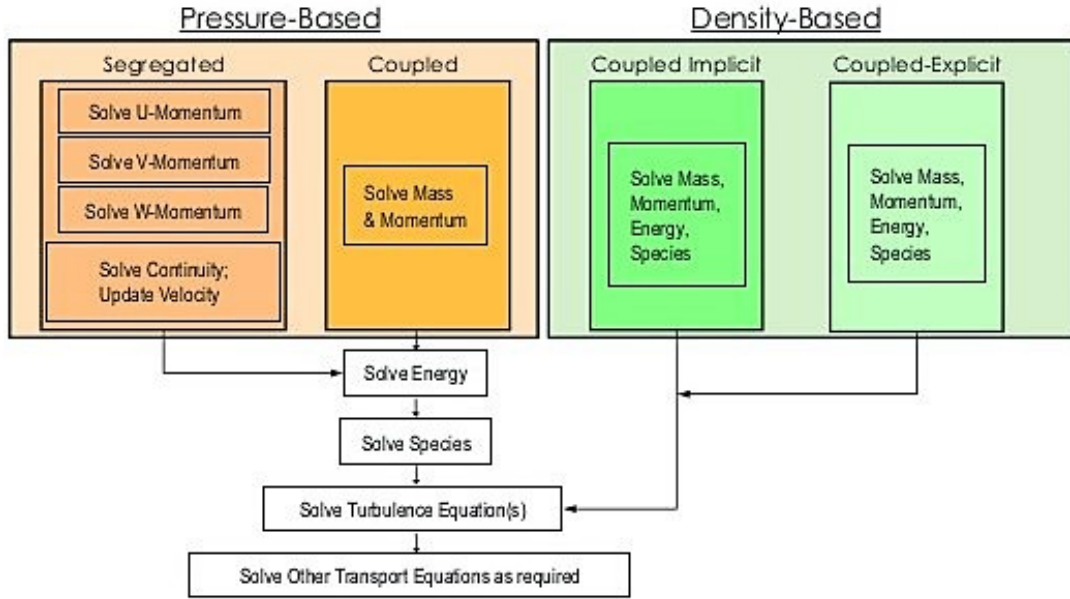 Pressure-Based
Density-Based
Segregated
Coupled
Coupled Implicit
Coupled-Explicit
Solve U-Momentum
Solve V-Momentum
Solve W-Momentum
Solve Continuity;
Update Velocity
Solve Mass
& Momentum
Solve Mass,
Momentum,
Energy,
Species
Solve Mass,
Momentum,
Energy,
Species
Solve Energy
Solve Species
Solve Turbulence Equation(s)
Solve Other Transport Equations as required